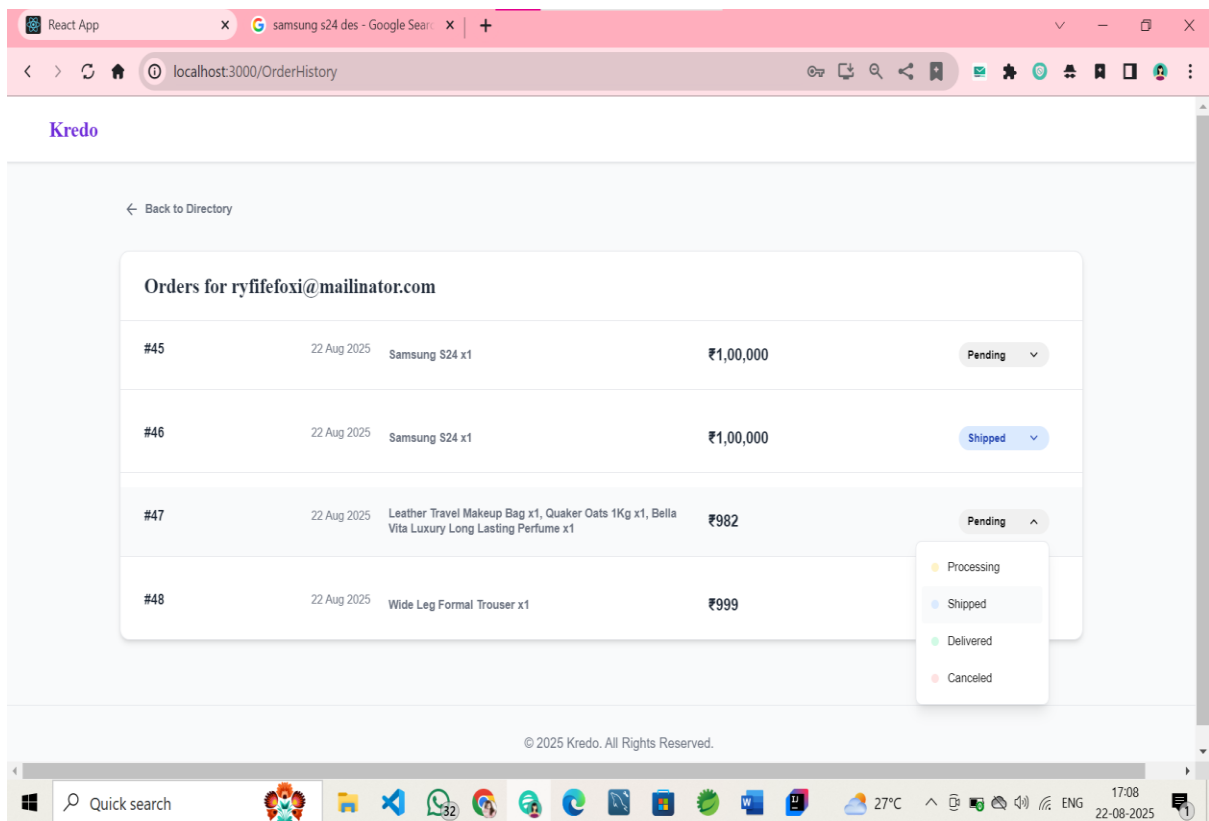 React App
samsung s24 des - Google Searc
localhost:3000/OrderHistory
Kredo
Back to Directory
Orders for ryfifefoxi@mailinator.com
#45 22 Aug 2025 Samsung S24 x1 ₹1,00,000 Pending
#46 22 Aug 2025 Samsung S24 x1 ₹1,00,000 Shipped
#47 22 Aug 2025 Leather Travel Makeup Bag x1, Quaker Oats 1Kg x1, Bella
Vita Luxury Long Lasting Perfume x1 ₹982 Pending
Processing
#48 22 Aug 2025 Wide Leg Formal Trouser x1 ₹999
Shipped
Delivered
Canceled
© 2025 Kredo. All Rights Reserved.
Quick search
32
27°C
ENG
17:08
22-08-2025
1